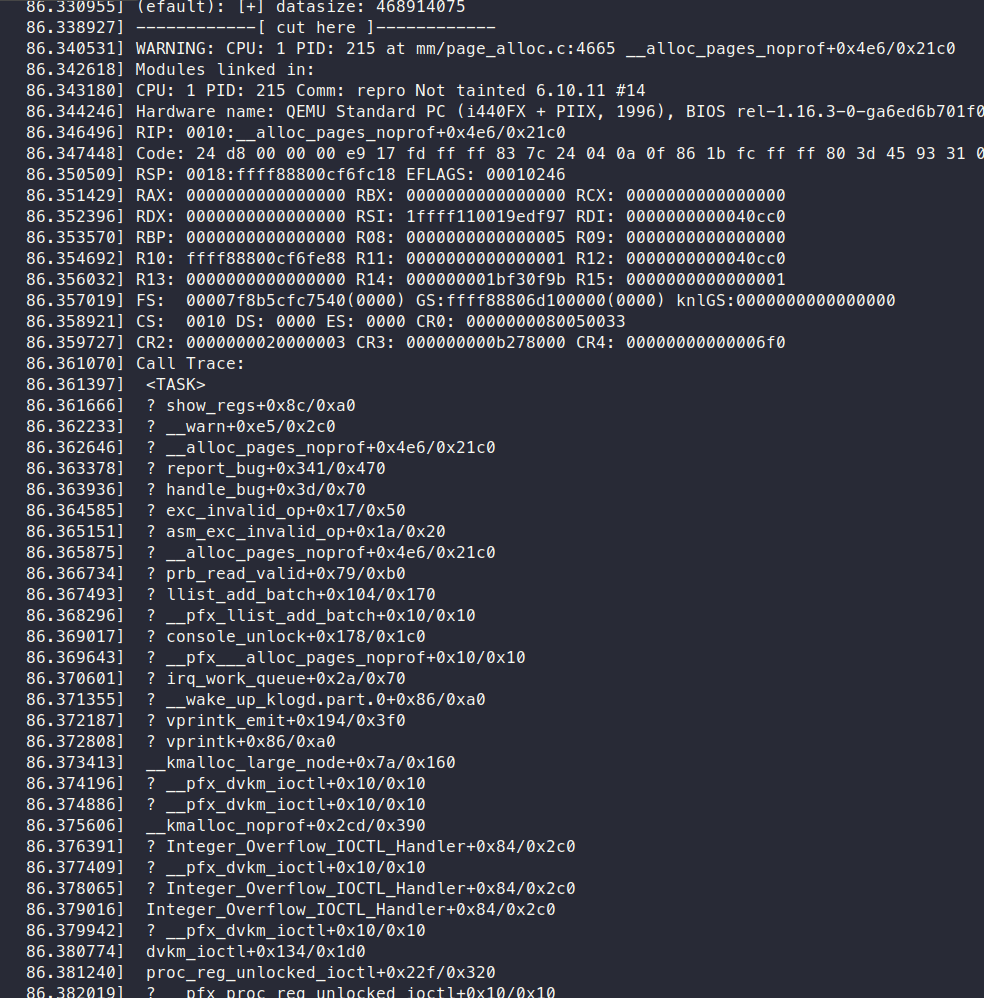 86.330955] (efault): [+] datasize: 468914075
86.338927] ------------[ cut here ]------------
86.340531] WARNING: CPU: 1 PID: 215 at mm/page_alloc.c:4665 __alloc_pages_noprof+0x4e6/0x21c0
86.342618] Modules linked in:
86.343180] CPU: 1 PID: 215 Comm: repro Not tainted 6.10.11 #14
86.344246] Hardware name: QEMU Standard PC (i440FX + PIIX, 1996), BIOS rel-1.16.3-0-ga6ed6b701f0
86.346496] RIP: 0010:__alloc_pages_noprof+0x4e6/0x21c0
86.347448] Code: 24 d8 00 00 00 e9 17 fd ff ff 83 7c 24 04 0a 0f 86 1b fc ff ff 80 3d 45 93 31 0
86.350509] RSP: 0018:ffff88800cf6fc18 EFLAGS: 00010246
86.351429] RAX: 0000000000000000 RBX: 0000000000000000 RCX: 0000000000000000
86.352396] RDX: 0000000000000000 RSI: 1ffff110019edf97 RDI: 0000000000040cc0
86.353570] RBP: 0000000000000000 R08: 0000000000000005 R09: 0000000000000000
86.354692] R10: ffff88800cf6fe88 R11: 0000000000000001 R12: 0000000000040cc0
86.356032] R13: 0000000000000000 R14: 000000001bf30f9b R15: 0000000000000001
86.357019] FS:  00007f8b5cfc7540(0000) GS:ffff88806d100000(0000) knlGS:0000000000000000
86.358921] CS:  0010 DS: 0000 ES: 0000 CR0: 0000000080050033
86.359727] CR2: 0000000020000003 CR3: 000000000b278000 CR4: 00000000000006f0
86.361070] Call Trace:
86.361397]  <TASK>
86.361666]  ? show_regs+0x8c/0xa0
86.362233]  ? __warn+0xe5/0x2c0
86.362646]  ? __alloc_pages_noprof+0x4e6/0x21c0
86.363378]  ? report_bug+0x341/0x470
86.363936]  ? handle_bug+0x3d/0x70
86.364585]  ? exc_invalid_op+0x17/0x50
86.365151]  ? asm_exc_invalid_op+0x1a/0x20
86.365875]  ? __alloc_pages_noprof+0x4e6/0x21c0
86.366734]  ? prb_read_valid+0x79/0xb0
86.367493]  ? llist_add_batch+0x104/0x170
86.368296]  ? __pfx_llist_add_batch+0x10/0x10
86.369017]  ? console_unlock+0x178/0x1c0
86.369643]  ? __pfx___alloc_pages_noprof+0x10/0x10
86.370601]  ? irq_work_queue+0x2a/0x70
86.371355]  ? __wake_up_klogd.part.0+0x86/0xa0
86.372187]  ? vprintk_emit+0x194/0x3f0
86.372808]  ? vprintk+0x86/0xa0
86.373413]  __kmalloc_large_node+0x7a/0x160
86.374196]  ? __pfx_dvkm_ioctl+0x10/0x10
86.374886]  ? __pfx_dvkm_ioctl+0x10/0x10
86.375606]  __kmalloc_noprof+0x2cd/0x390
86.376391]  ? Integer_Overflow_IOCTL_Handler+0x84/0x2c0
86.377409]  ? __pfx_dvkm_ioctl+0x10/0x10
86.378065]  ? Integer_Overflow_IOCTL_Handler+0x84/0x2c0
86.379016]  Integer_Overflow_IOCTL_Handler+0x84/0x2c0
86.379942]  ? __pfx_dvkm_ioctl+0x10/0x10
86.380774]  dvkm_ioctl+0x134/0x1d0
86.381240]  proc_reg_unlocked_ioctl+0x22f/0x320
86.382019]  ? __pfx_proc_reg_unlocked_ioctl+0x10/0x10